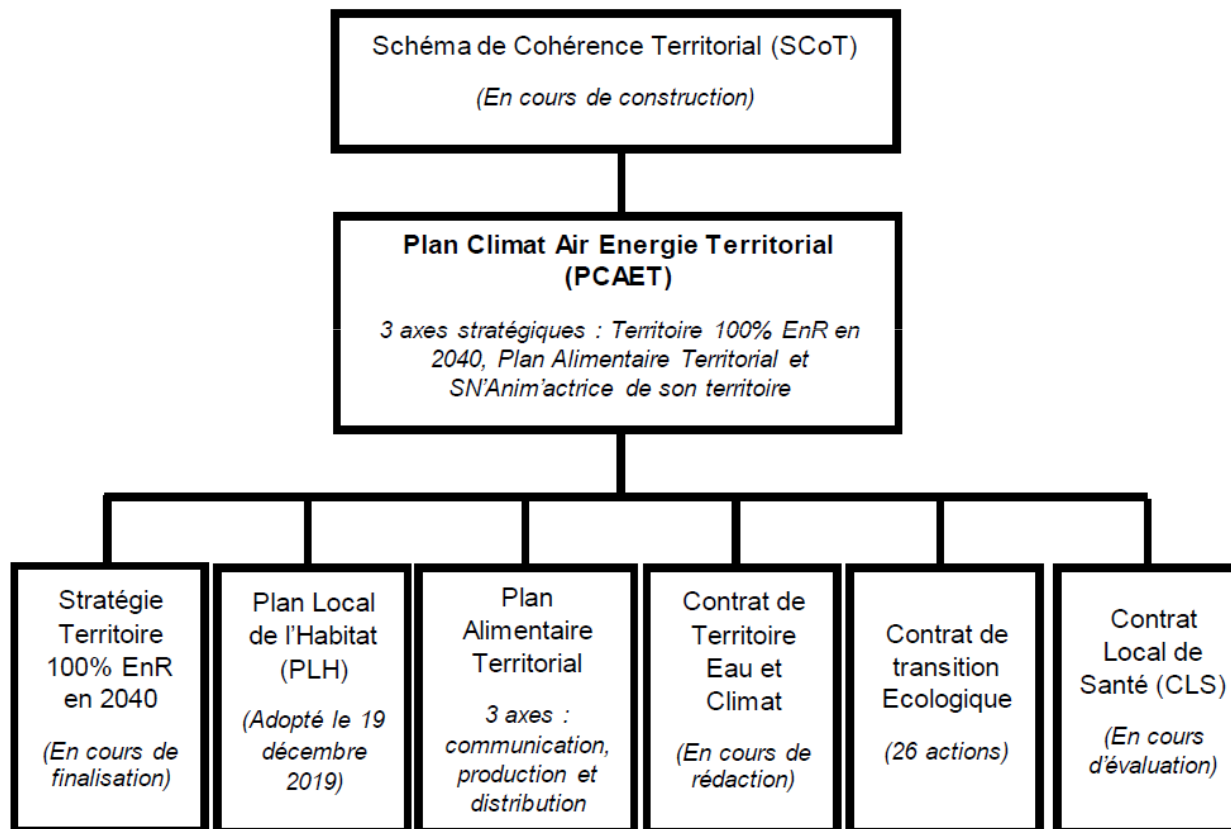 Schéma de Cohérence Territorial (SCoT)
(En cours de construction)
Plan Climat Air Energie Territorial
(PCAET)
3 axes stratégiques : Territoire 100% EnR en
2040, Plan Alimentaire Territorial et
SN'Anim'actrice de son territoire
Stratégie
Territoire
100% EnR
en 2040
(En cours de
finalisation)
Plan Local
de l'Habitat
(PLH)
(Adopté le 19
décembre
2019)
Plan
Alimentaire
Territorial
3 axes :
communication,
production et
distribution
Contrat de
Territoire
Eau et
Climat
(En cours de
rédaction)
Contrat de
transition
Ecologique
(26 actions)
Contrat
Local de
Santé (CLS)
(En cours
d'évaluation)